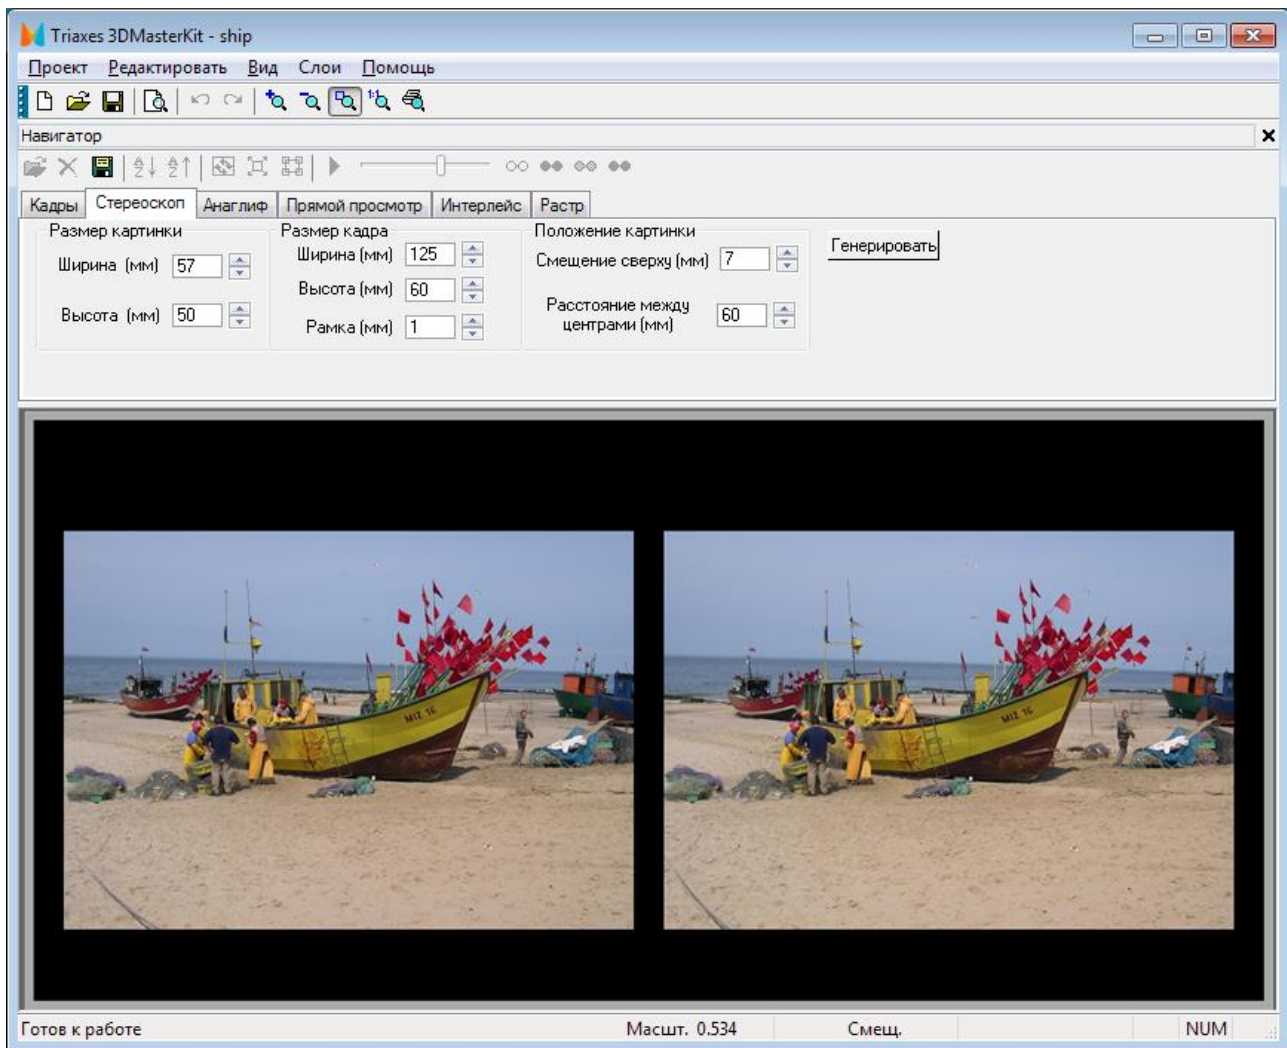 Triaxes 3DMasterKit - ship
Проект Редактировать Вид Слои Помощь
1:1
Навигатор
Кадры Стереоскоп Анаглиф Прямой просмотр Интерлейс Растр
Размер картинки Размер кадра Положение картинки
Ширина (мм) 57 Ширина (мм) 125 Смещение сверху (мм) 7 Генерировать
Высота (мм) 50 Высота (мм) 60 Расстояние между центрами (мм) 60
Рамка (мм) 1
MIZ 16 MIZ 16
Готов к работе Масшт. 0.534 Смещ. NUM